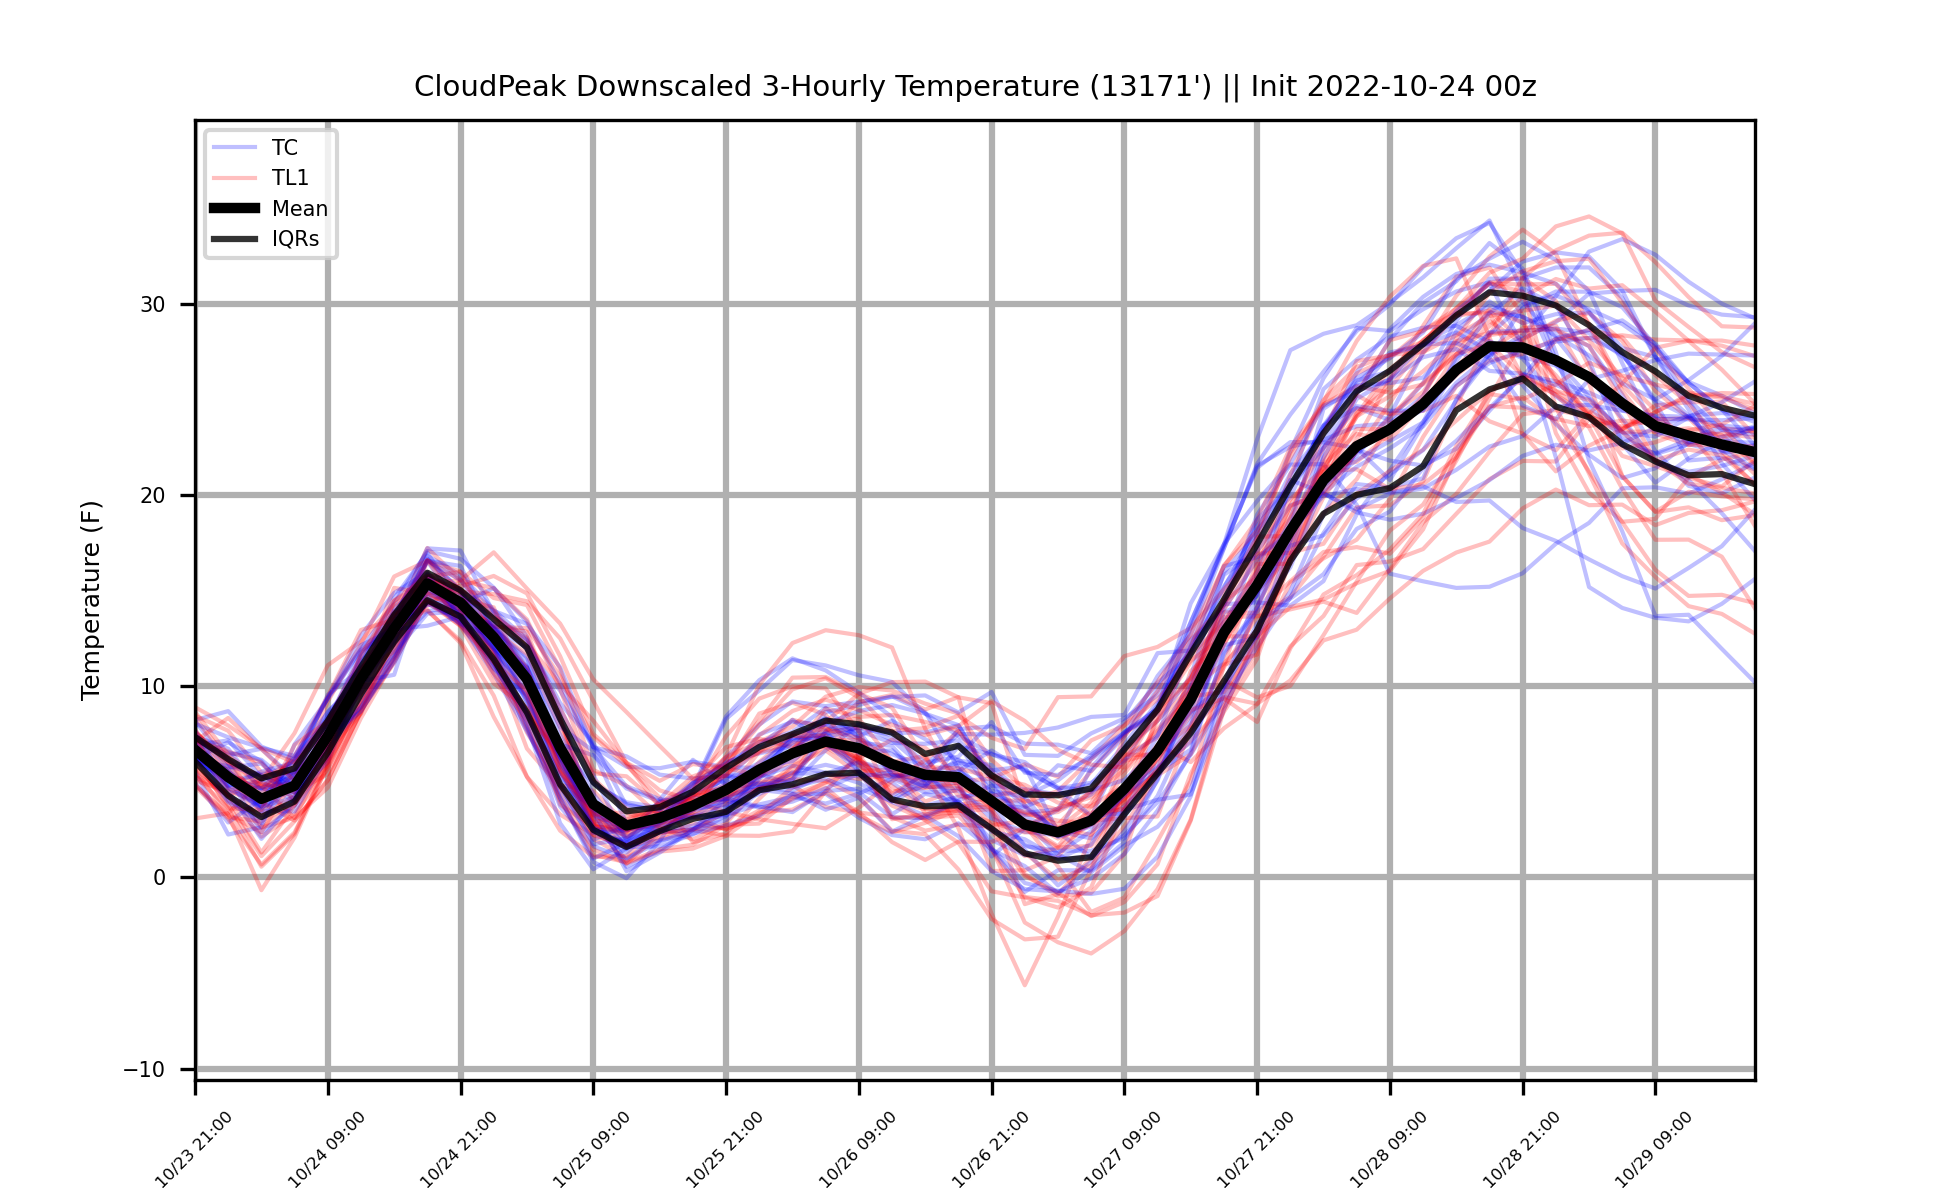 CloudPeak Downscaled 3-Hourly Temperature (13171') || Init 2022-10-24 00z
TC
TL1
Mean
IQRs
Temperature (F)
30
20
10
0
−10
10/23 21:00
10/24 09:00
10/24 21:00
10/25 09:00
10/25 21:00
10/26 09:00
10/26 21:00
10/27 09:00
10/27 21:00
10/28 09:00
10/28 21:00
10/29 09:00